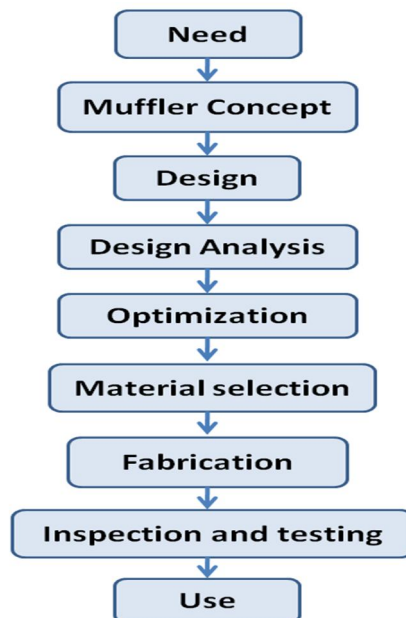 Need
Muffler Concept
Design
Design Analysis
Optimization
Material selection
Fabrication
Inspection and testing
Use